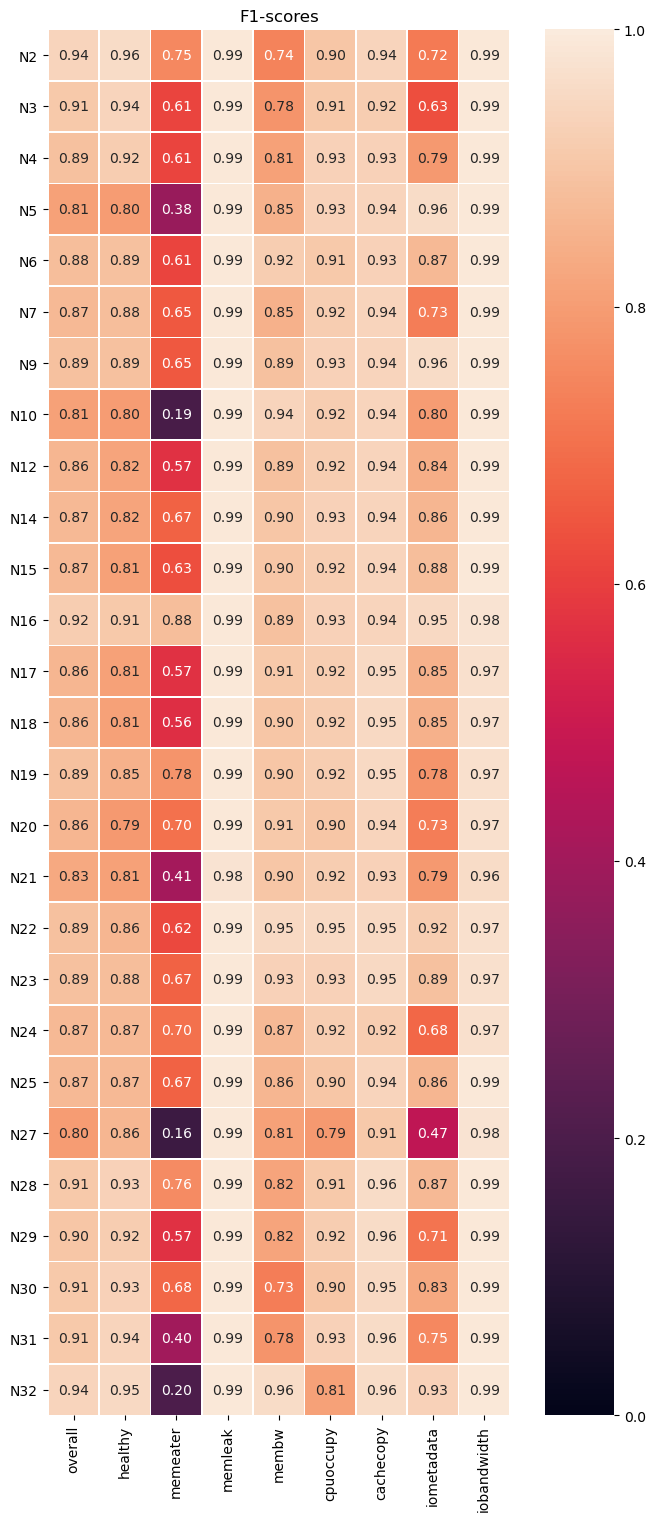 F1-scores
N2 0.94 0.96 0.75 0.99 0.74 0.90 0.94 0.72 0.99
N3 0.91 0.94 0.61 0.99 0.78 0.91 0.92 0.63 0.99
N4 0.89 0.92 0.61 0.99 0.81 0.93 0.93 0.79 0.99
N5 0.81 0.80 0.38 0.99 0.85 0.93 0.94 0.96 0.99
N6 0.88 0.89 0.61 0.99 0.92 0.91 0.93 0.87 0.99
N7 0.87 0.88 0.65 0.99 0.85 0.92 0.94 0.73 0.99
N9 0.89 0.89 0.65 0.99 0.89 0.93 0.94 0.96 0.99
N10 0.81 0.80 0.19 0.99 0.94 0.92 0.94 0.80 0.99
N12 0.86 0.82 0.57 0.99 0.89 0.92 0.94 0.84 0.99
N14 0.87 0.82 0.67 0.99 0.90 0.93 0.94 0.86 0.99
N15 0.87 0.81 0.63 0.99 0.90 0.92 0.94 0.88 0.99
N16 0.92 0.91 0.88 0.99 0.89 0.93 0.94 0.95 0.98
N17 0.86 0.81 0.57 0.99 0.91 0.92 0.95 0.85 0.97
N18 0.86 0.81 0.56 0.99 0.90 0.92 0.95 0.85 0.97
N19 0.89 0.85 0.78 0.99 0.90 0.92 0.95 0.78 0.97
N20 0.86 0.79 0.70 0.99 0.91 0.90 0.94 0.73 0.97
N21 0.83 0.81 0.41 0.98 0.90 0.92 0.93 0.79 0.96
N22 0.89 0.86 0.62 0.99 0.95 0.95 0.95 0.92 0.97
N23 0.89 0.88 0.67 0.99 0.93 0.93 0.95 0.89 0.97
N24 0.87 0.87 0.70 0.99 0.87 0.92 0.92 0.68 0.97
N25 0.87 0.87 0.67 0.99 0.86 0.90 0.94 0.86 0.99
N27 0.80 0.86 0.16 0.99 0.81 0.79 0.91 0.47 0.98
N28 0.91 0.93 0.76 0.99 0.82 0.91 0.96 0.87 0.99
N29 0.90 0.92 0.57 0.99 0.82 0.92 0.96 0.71 0.99
N30 0.91 0.93 0.68 0.99 0.73 0.90 0.95 0.83 0.99
N31 0.91 0.94 0.40 0.99 0.78 0.93 0.96 0.75 0.99
N32 0.94 0.95 0.20 0.99 0.96 0.81 0.96 0.93 0.99
overall
healthy
memeater
memleak
membw
cpuoccupy
cachecopy
iometadata
iobandwidth
1.0
0.8
0.6
0.4
0.2
0.0